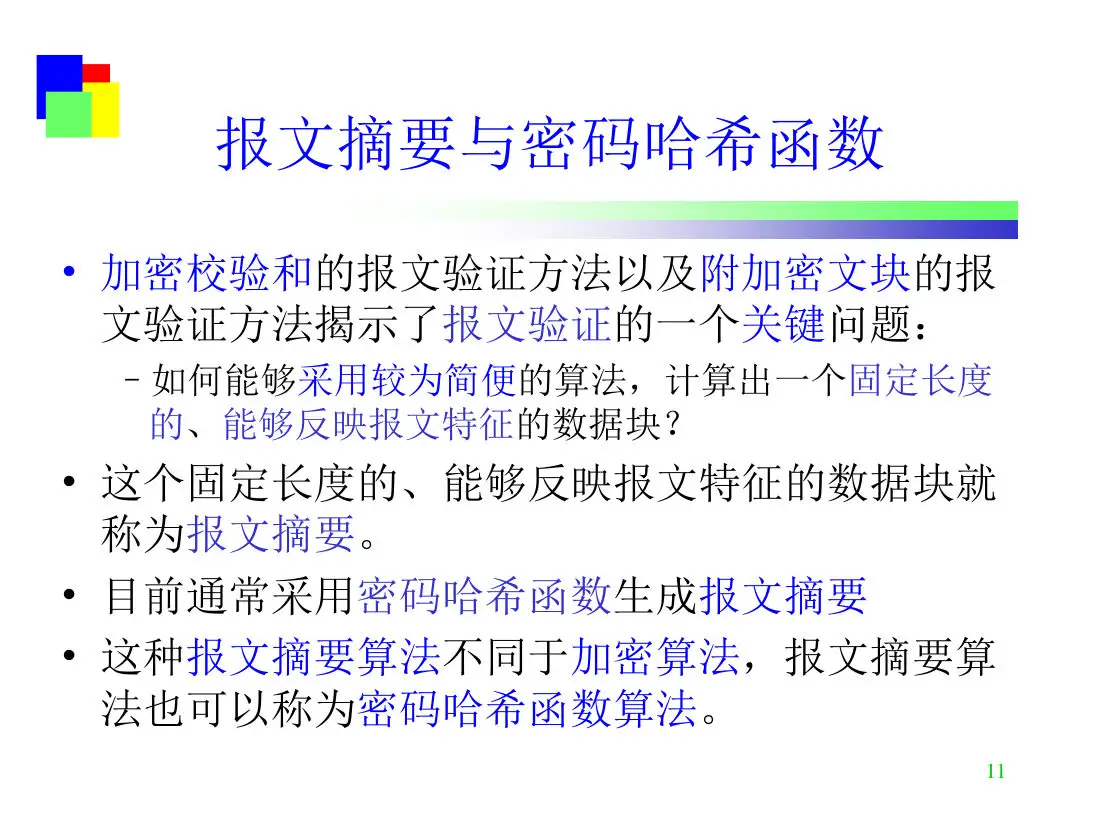 报文摘要与密码哈希函数
• 加密校验和的报文验证方法以及附加密文块的报
文验证方法揭示了报文验证的一个关键问题：
– 如何能够采用较为简便的算法，计算出一个固定长度
的、能够反映报文特征的数据块？
• 这个固定长度的、能够反映报文特征的数据块就
称为报文摘要。
• 目前通常采用密码哈希函数生成报文摘要
• 这种报文摘要算法不同于加密算法，报文摘要算
法也可以称为密码哈希函数算法。
11